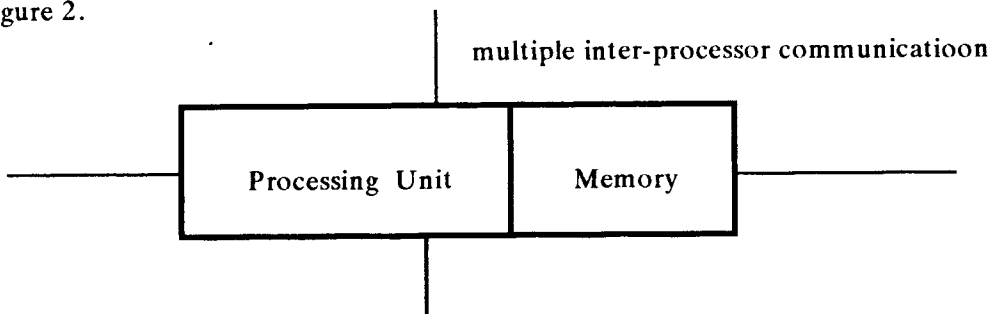 gure 2.
multiple inter-processor communicatioon
Processing Unit
Memory